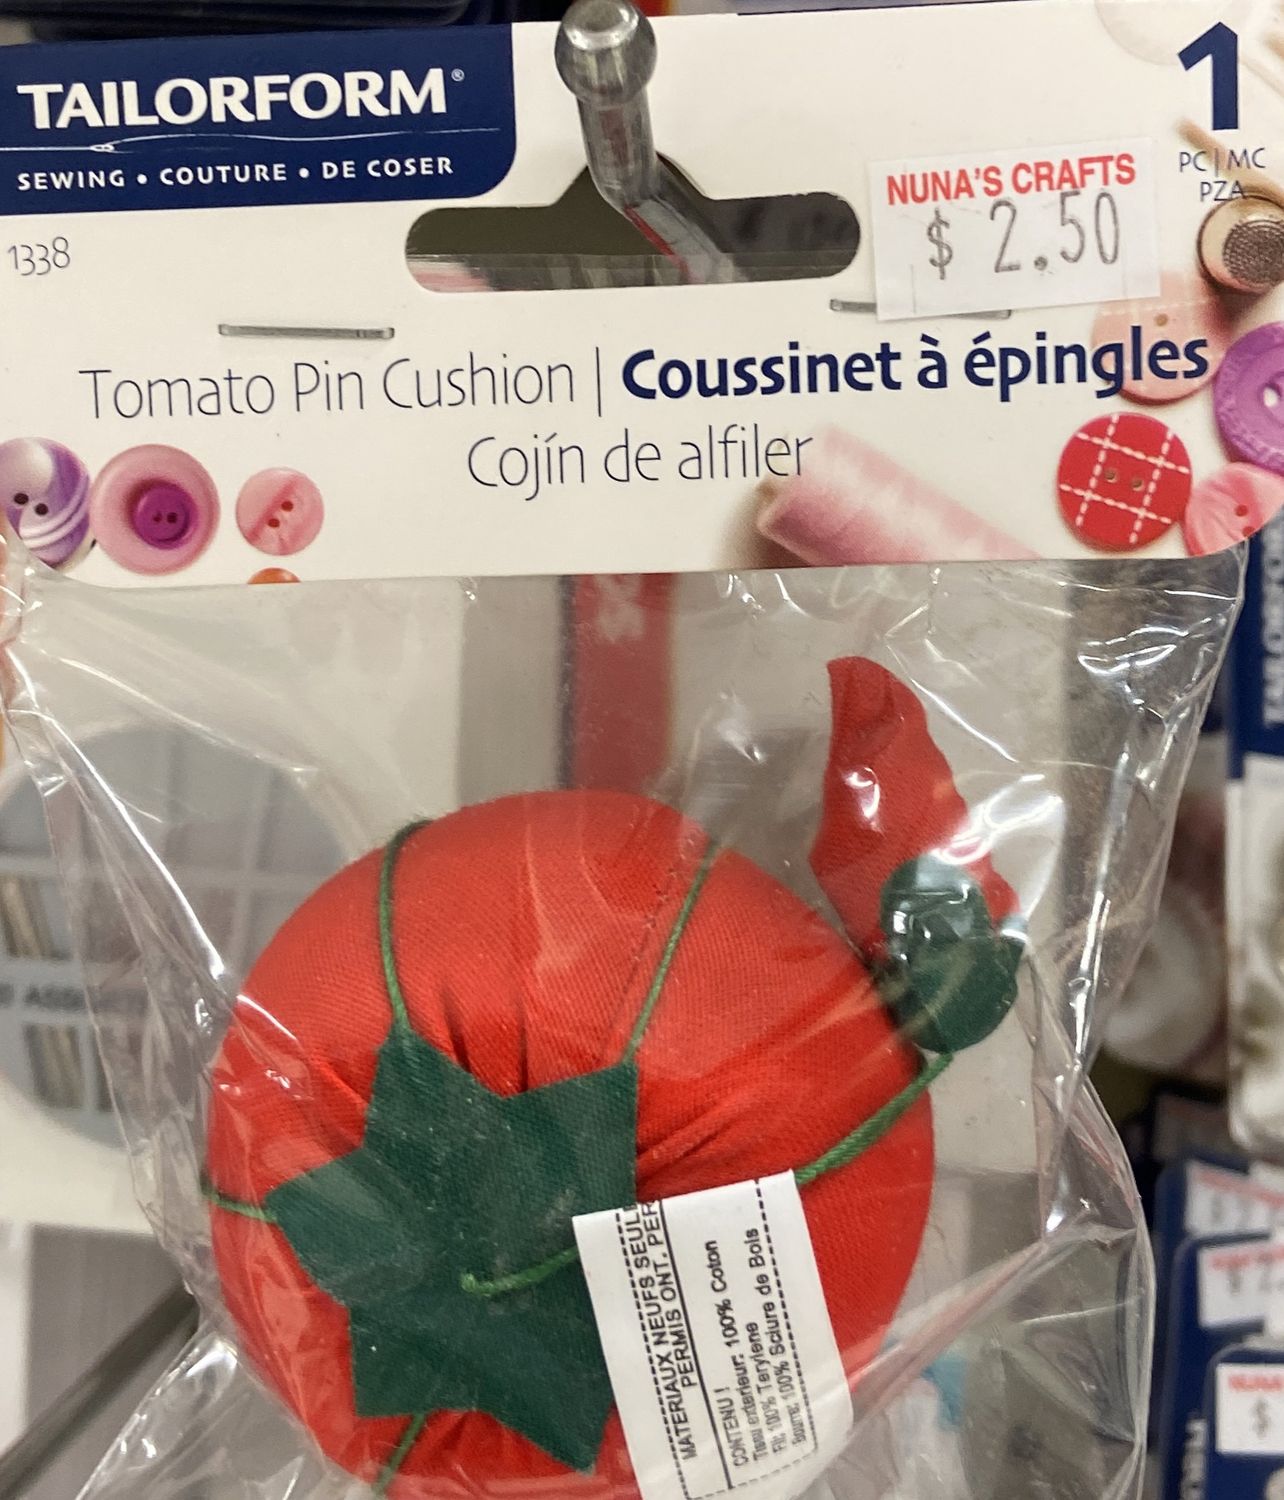 TAILORFORM®
SEWING • COUTURE • DE COSER
1338
1
PC | MC
PZA
NUNA'S CRAFTS
$ 2.50
Tomato Pin Cushion | Coussinet à épingles
Cojín de alfiler
MATERIAUX NEUFS SEUL
PERMIS ONT. PER
CONTENU !
Tissu exterieur: 100% Coton
Fil: 100% Terylene
Bourre: 100% Sciure de Bois